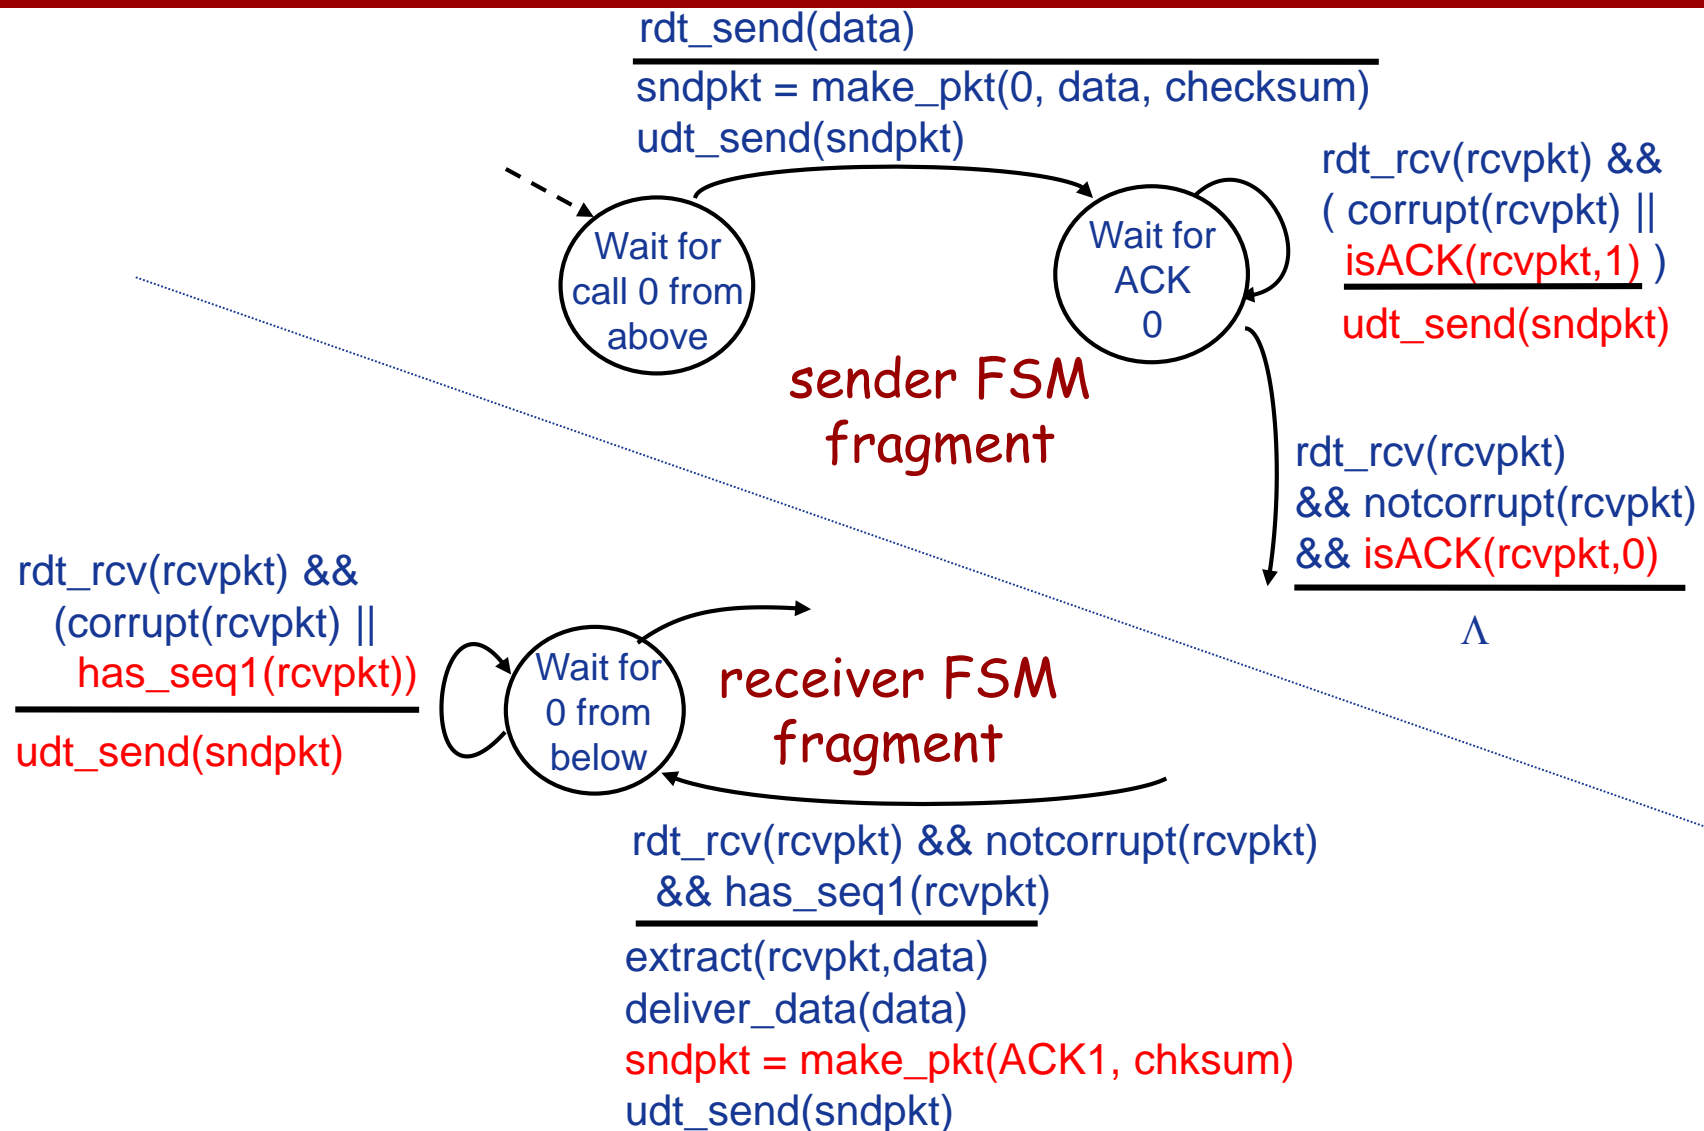 rdt_send(data)
sndpkt = make_pkt(0, data, checksum)
udt_send(sndpkt)
Wait for
call 0 from
above
Wait for
ACK
0
rdt_rcv(rcvpkt) &&
( corrupt(rcvpkt) ||
isACK(rcvpkt,1) )
udt_send(sndpkt)
sender FSM
fragment
rdt_rcv(rcvpkt)
&& notcorrupt(rcvpkt)
&& isACK(rcvpkt,0)
Λ
rdt_rcv(rcvpkt) &&
(corrupt(rcvpkt) ||
has_seq1(rcvpkt))
udt_send(sndpkt)
Wait for
0 from
below
receiver FSM
fragment
rdt_rcv(rcvpkt) && notcorrupt(rcvpkt)
&& has_seq1(rcvpkt)
extract(rcvpkt,data)
deliver_data(data)
sndpkt = make_pkt(ACK1, chksum)
udt_send(sndpkt)